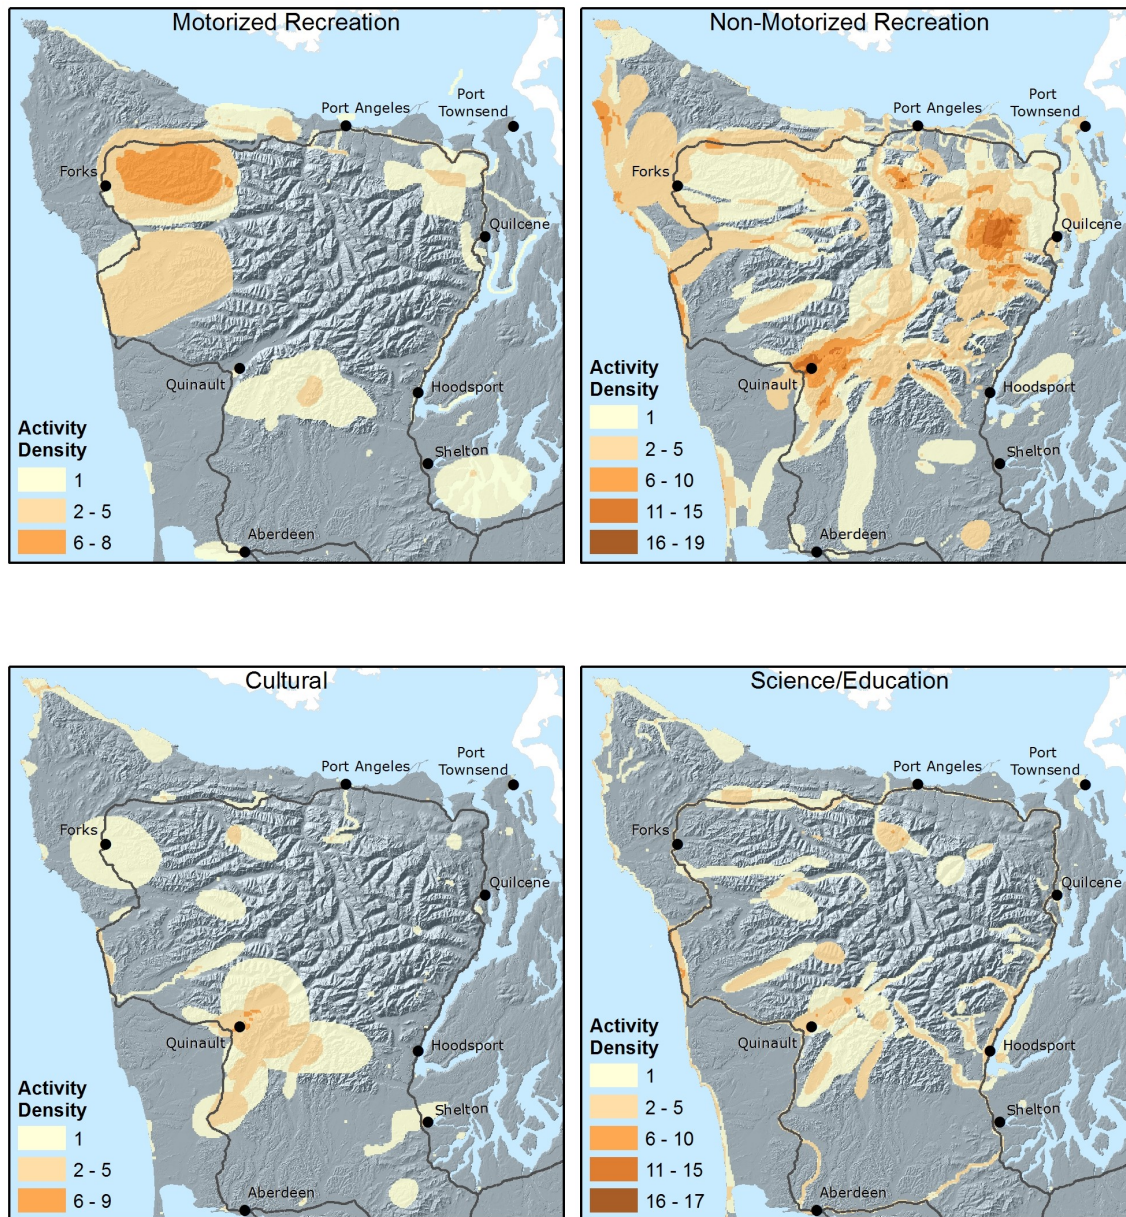 Motorized Recreation
Port Angeles
Port
Townsend
Forks
Quilcene
Quinault
Hoodsport
Shelton
Aberdeen
Activity
Density
1
2 - 5
6 - 8
Non-Motorized Recreation
Port Angeles
Port
Townsend
Forks
Quilcene
Quinault
Hoodsport
Shelton
Aberdeen
Activity
Density
1
2 - 5
6 - 10
11 - 15
16 - 19
Cultural
Port Angeles
Port
Townsend
Forks
Quilcene
Quinault
Hoodsport
Shelton
Aberdeen
Activity
Density
1
2 - 5
6 - 9
Science/Education
Port Angeles
Port
Townsend
Forks
Quilcene
Quinault
Hoodsport
Shelton
Aberdeen
Activity
Density
1
2 - 5
6 - 10
11 - 15
16 - 17